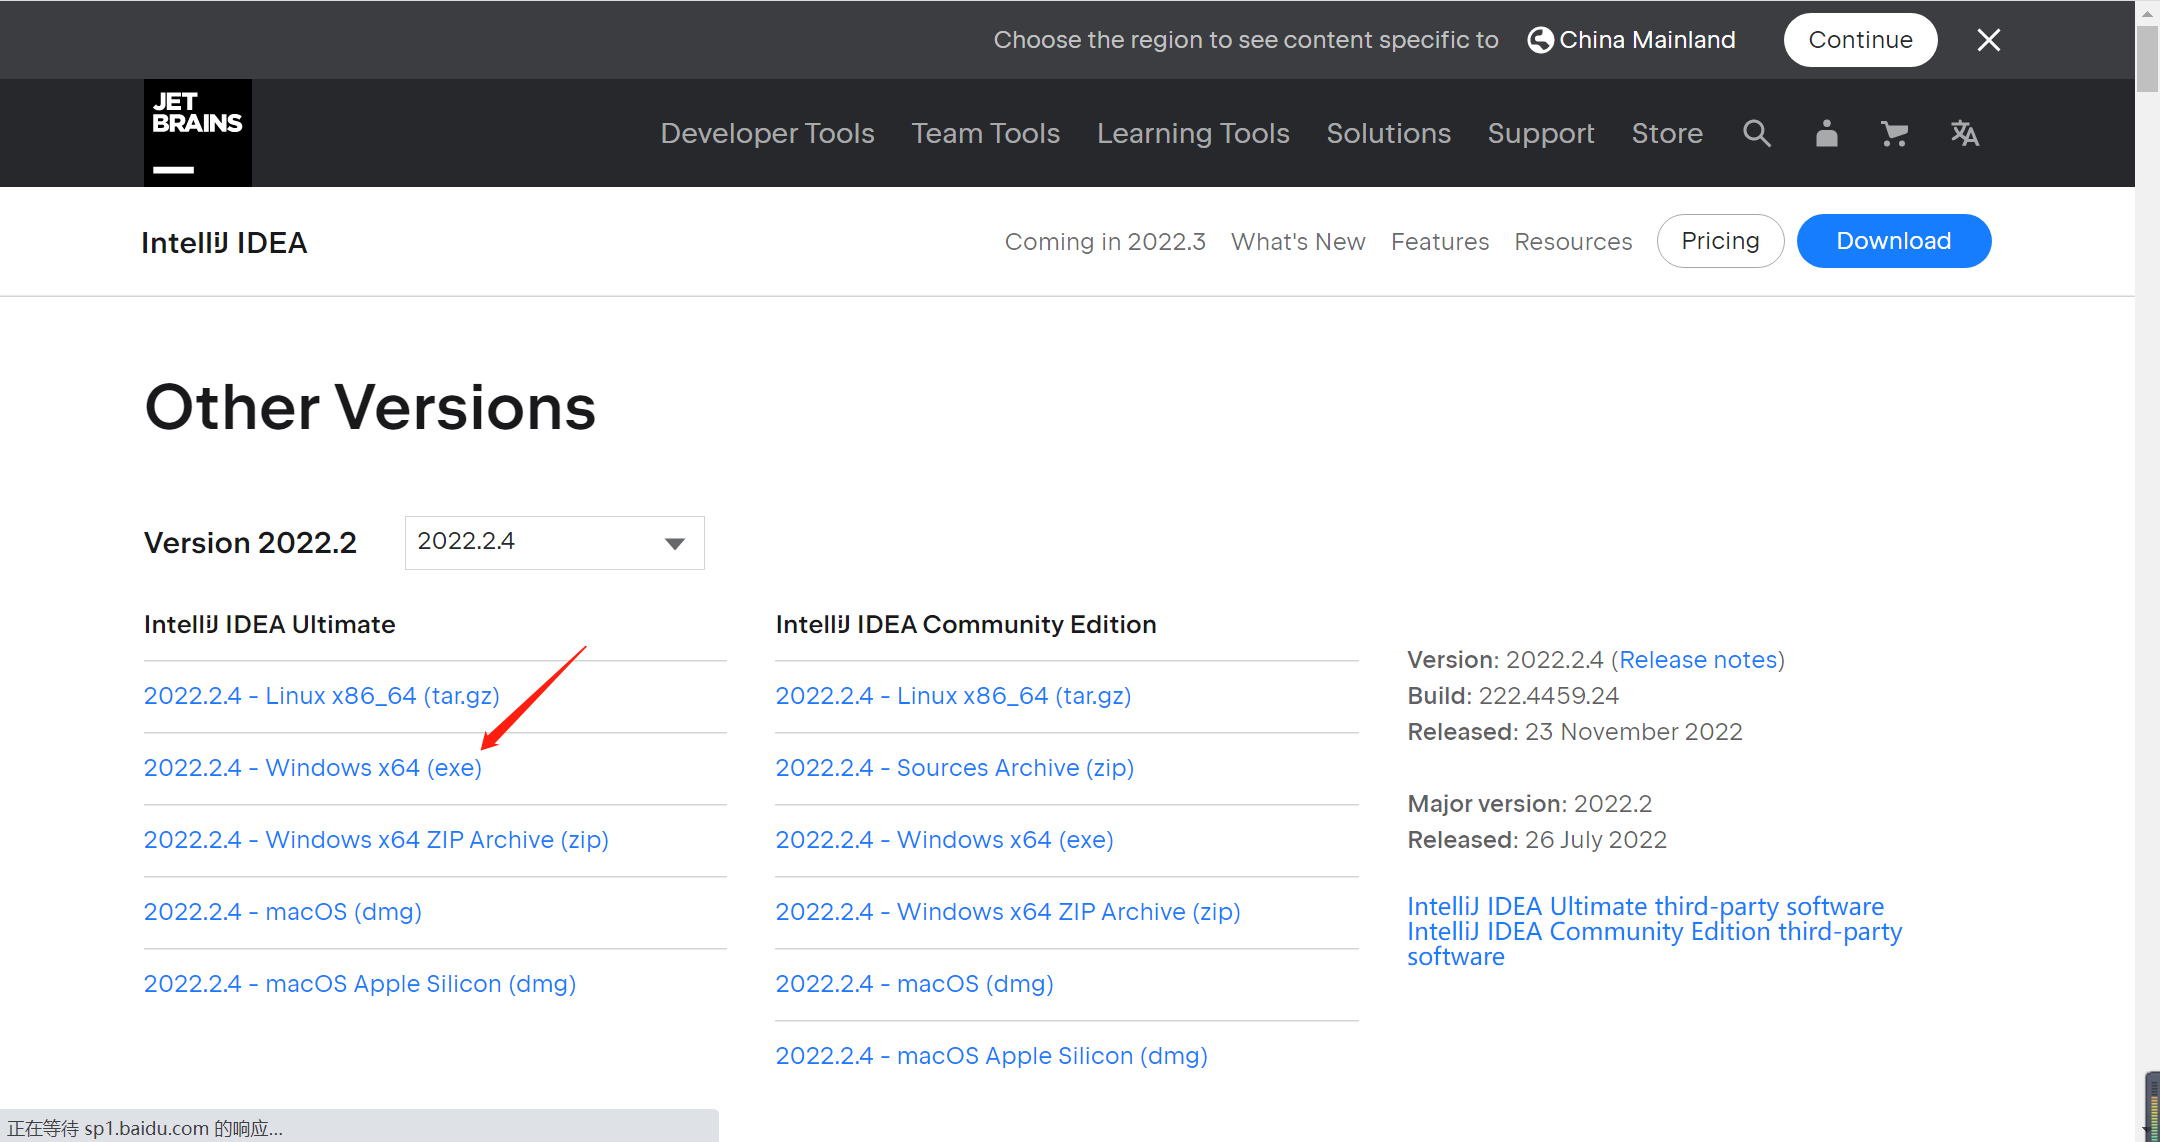 Choose the region to see content specific to China Mainland Continue
JET
BRAINS
Developer Tools Team Tools Learning Tools Solutions Support Store
IntelliJ IDEA
Coming in 2022.3 What's New Features Resources Pricing Download
Other Versions
Version 2022.2 2022.2.4
IntelliJ IDEA Ultimate
2022.2.4 - Linux x86_64 (tar.gz)
2022.2.4 - Windows x64 (exe)
2022.2.4 - Windows x64 ZIP Archive (zip)
2022.2.4 - macOS (dmg)
2022.2.4 - macOS Apple Silicon (dmg)
IntelliJ IDEA Community Edition
2022.2.4 - Linux x86_64 (tar.gz)
2022.2.4 - Sources Archive (zip)
2022.2.4 - Windows x64 (exe)
2022.2.4 - Windows x64 ZIP Archive (zip)
2022.2.4 - macOS (dmg)
2022.2.4 - macOS Apple Silicon (dmg)
Version: 2022.2.4 (Release notes)
Build: 222.4459.24
Released: 23 November 2022
Major version: 2022.2
Released: 26 July 2022
IntelliJ IDEA Ultimate third-party software
IntelliJ IDEA Community Edition third-party
software
正在等待 sp1.baidu.com 的响应...